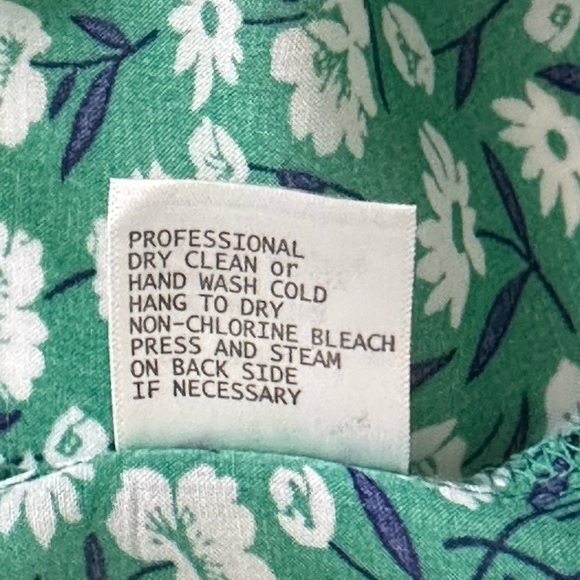 PROFESSIONAL
DRY CLEAN or
HAND WASH COLD
HANG TO DRY
NON-CHLORINE BLEACH
PRESS AND STEAM
ON BACK SIDE
IF NECESSARY